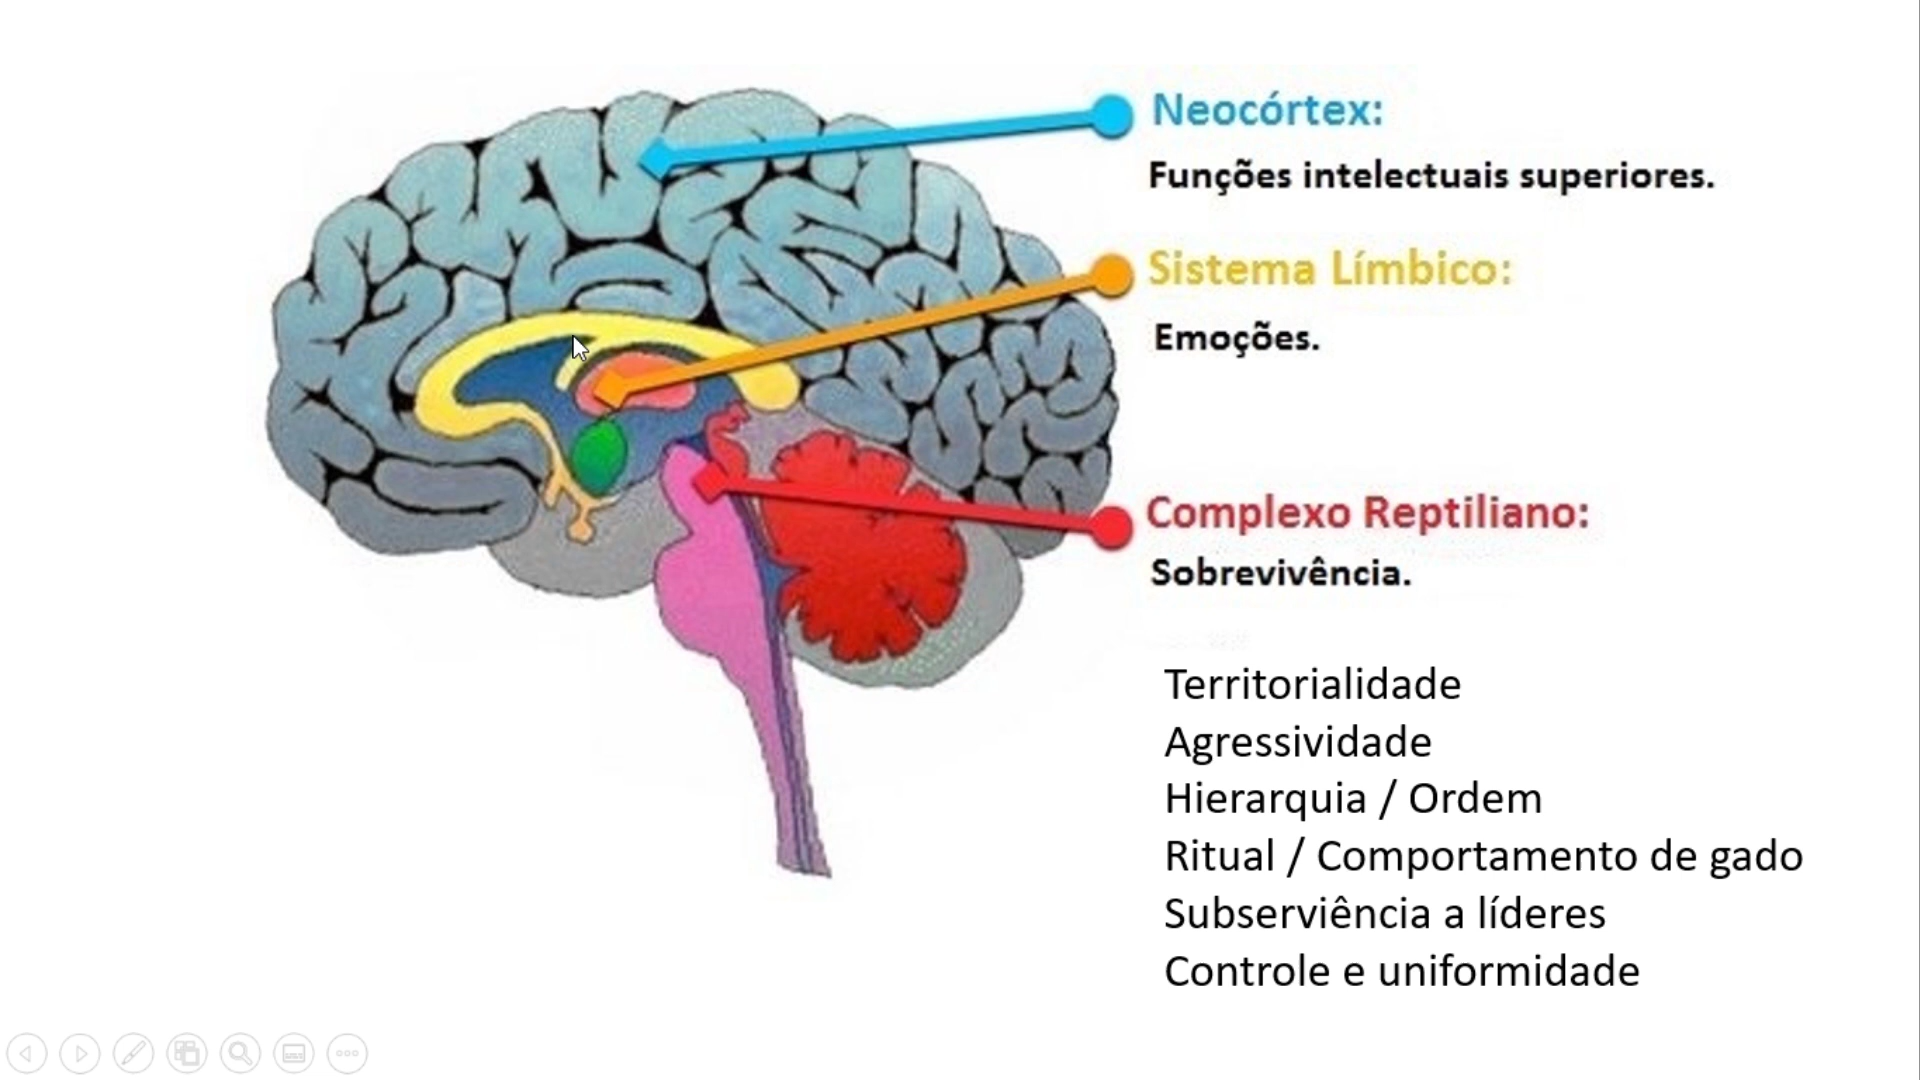 Neocórtex:
Funções intelectuais superiores.
Sistema Límbico:
Emoções.
Complexo Reptiliano:
Sobrevivência.
Territorialidade
Agressividade
Hierarquia / Ordem
Ritual / Comportamento de gado
Subserviência a líderes
Controle e uniformidade